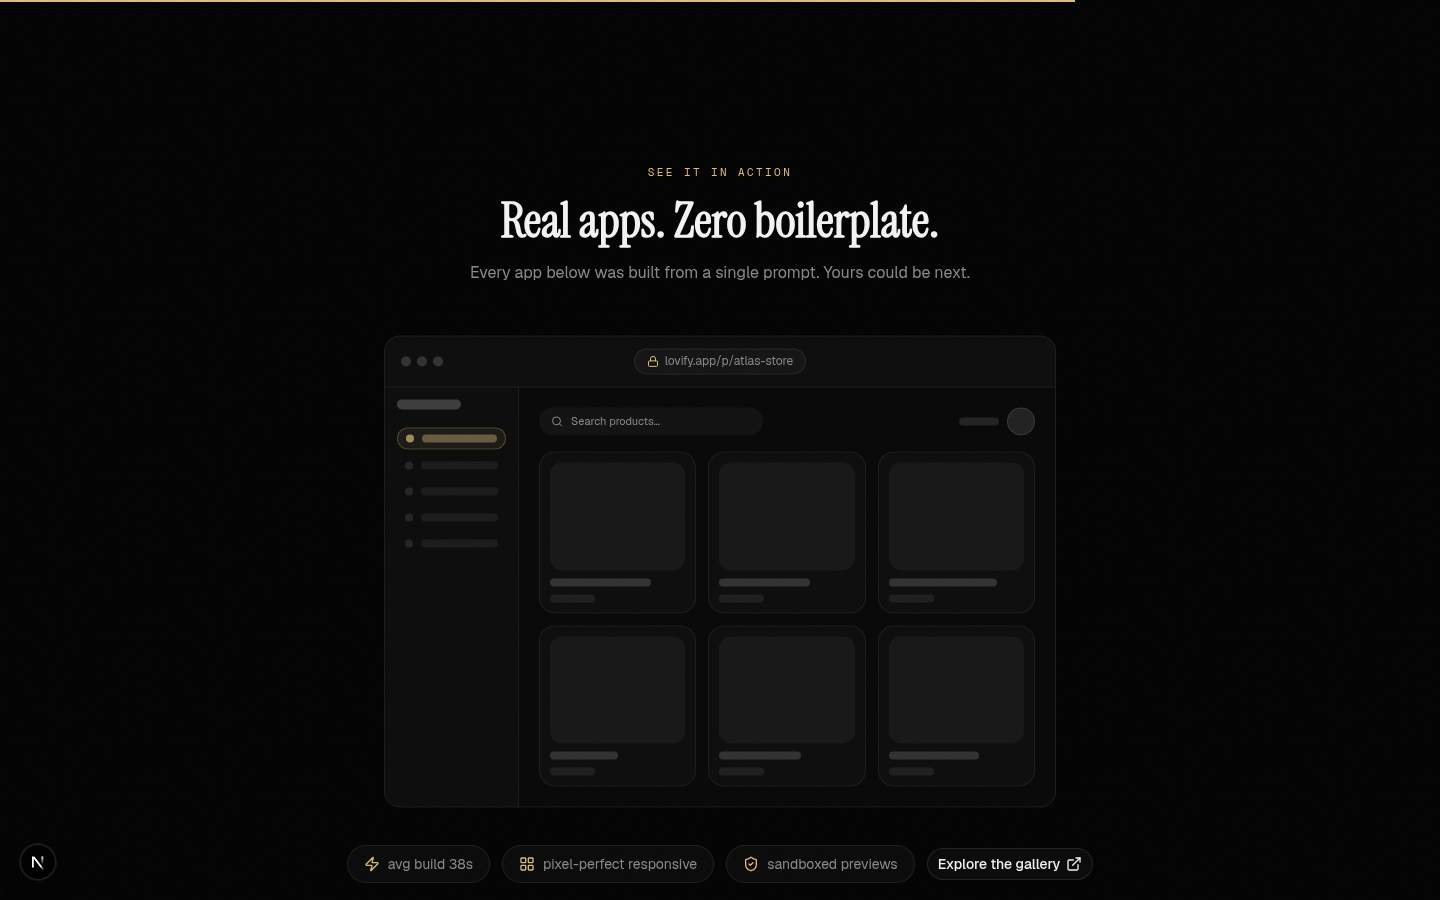 SEE IT IN ACTION
Real apps. Zero boilerplate.
Every app below was built from a single prompt. Yours could be next.
lovify.app/p/atlas-store
Search products...
avg build 38s
pixel-perfect responsive
sandboxed previews
Explore the gallery
N